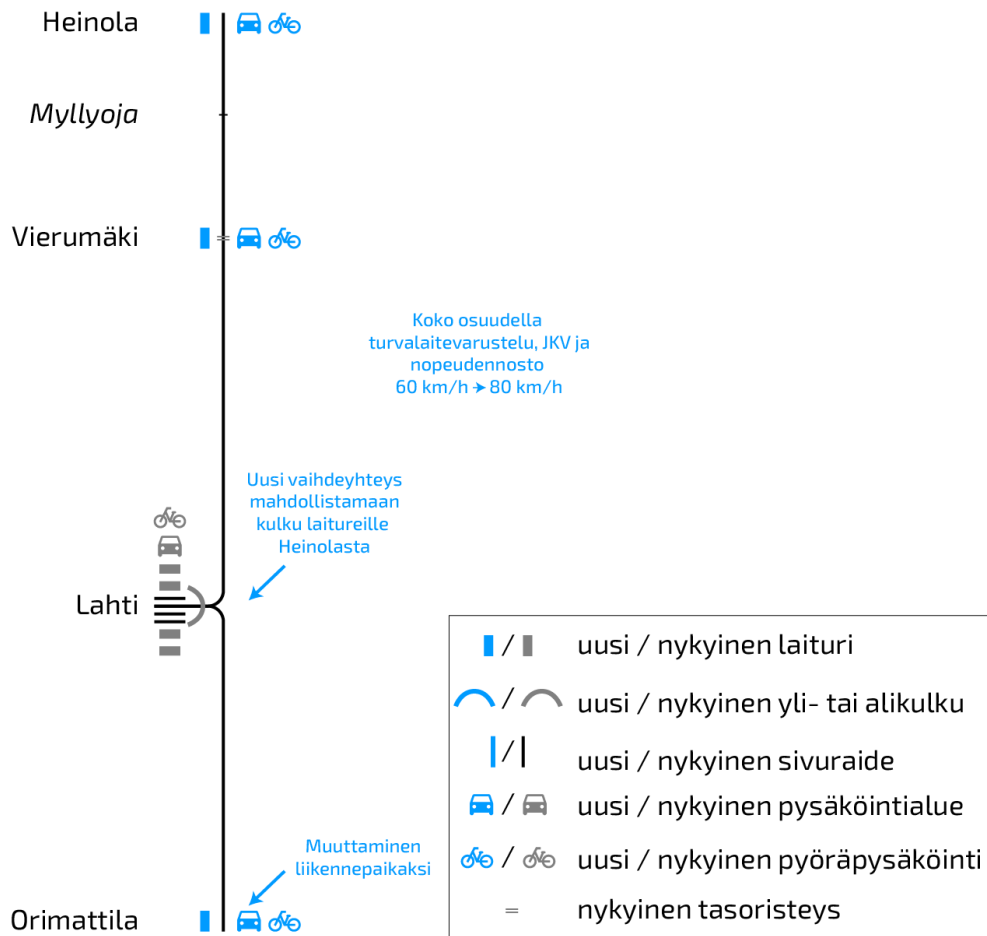 Heinola
Myllyoja
Vierumäki
Koko osuudella
turvalaitevarustelu, JKV ja
nopeudennosto
60 km/h → 80 km/h
Uusi vaihdeyhteys
mahdollistamaan
kulku laitureille
Heinolasta
Lahti
Muuttaminen
liikennepaikaksi
Orimattila
/ uusi / nykyinen laituri
/ uusi / nykyinen yli- tai alikulku
/ uusi / nykyinen sivuraide
/ uusi / nykyinen pysäköintialue
/ uusi / nykyinen pyöräpysäköinti
nykyinen tasoristeys